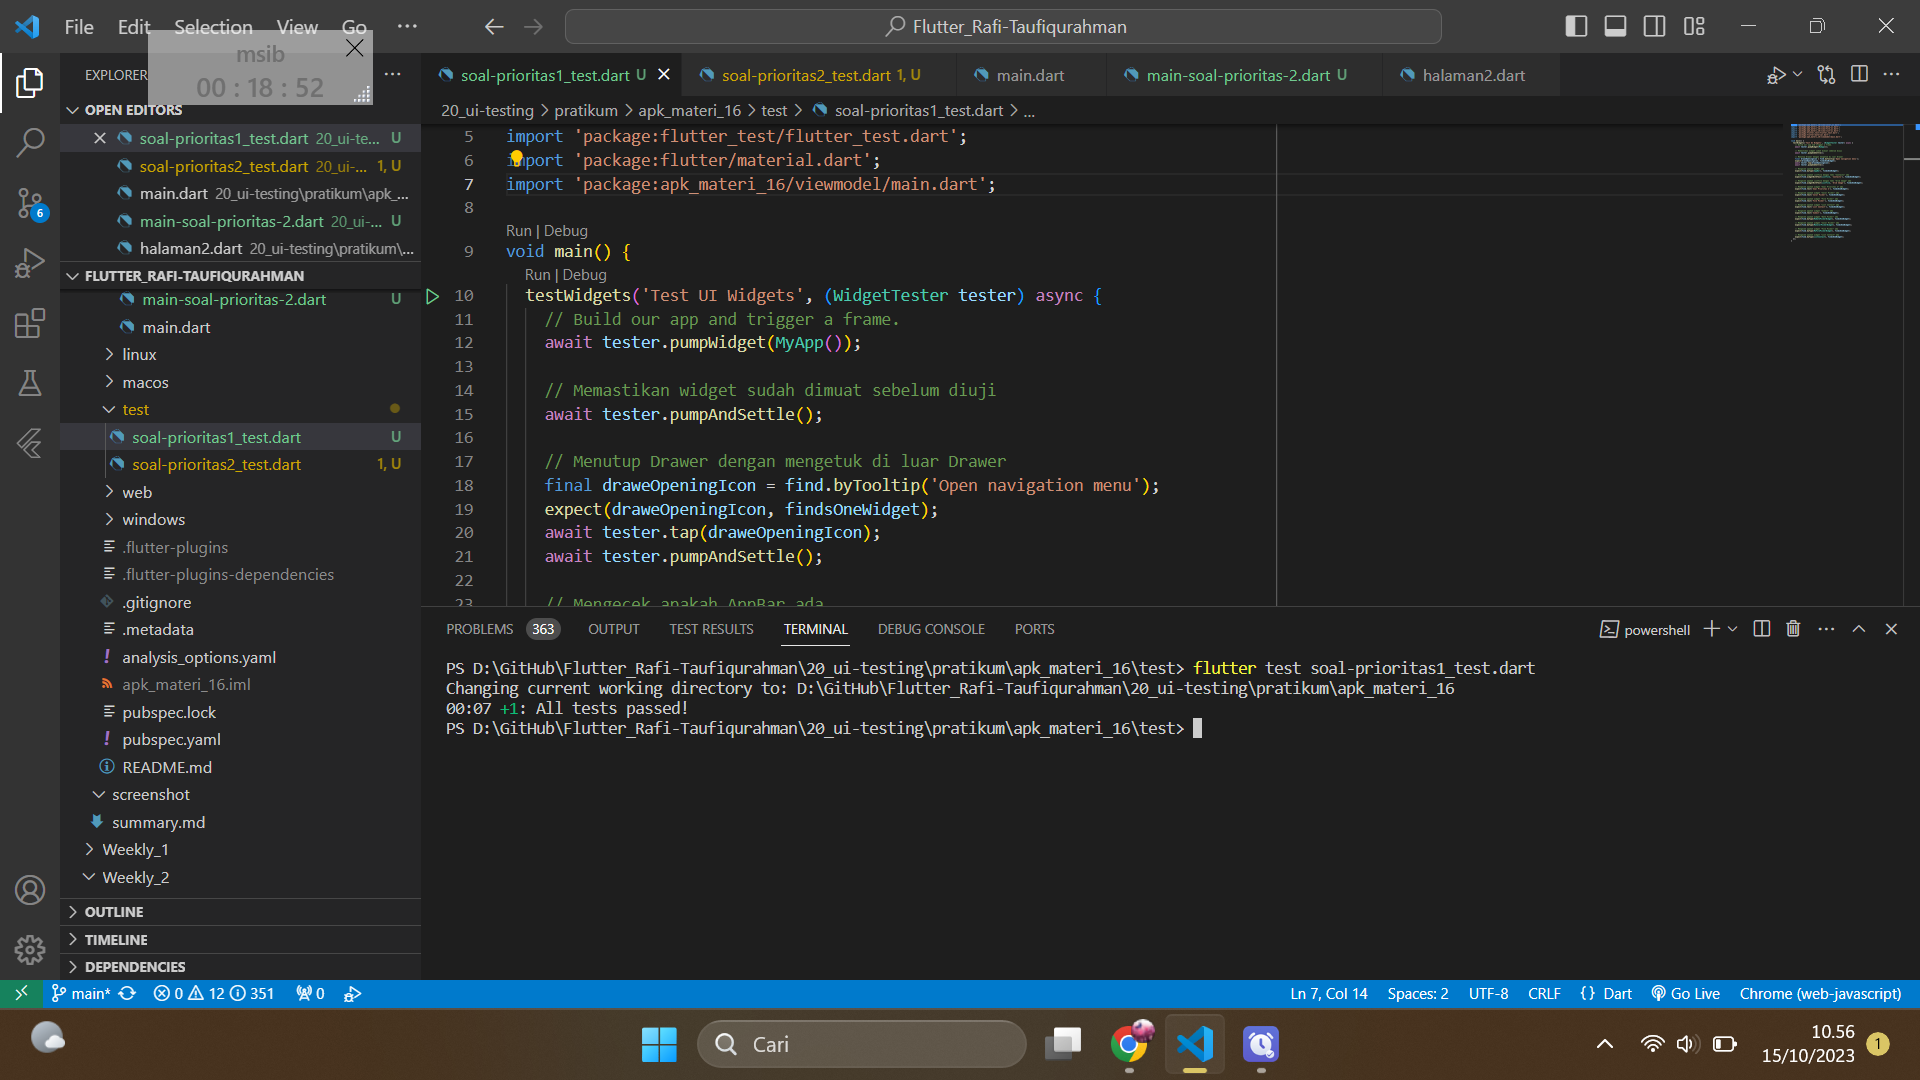 File Edit Selection View Go ···
Flutter_Rafi-Taufiqurahman
msib
00 : 18 : 52
EXPLORER
OPEN EDITORS
soal-prioritas1_test.dart 20_ui-te... U
soal-prioritas2_test.dart 20_ui-... 1, U
main.dart 20_ui-testing\pratikum\apk_...
main-soal-prioritas-2.dart 20_ui-... U
halaman2.dart 20_ui-testing\pratikum\...
FLUTTER_RAFI-TAUFIQURAHMAN
main-soal-prioritas-2.dart U
main.dart
linux
macos
test
soal-prioritas1_test.dart U
soal-prioritas2_test.dart 1, U
web
windows
.flutter-plugins
.flutter-plugins-dependencies
.gitignore
.metadata
! analysis_options.yaml
apk_materi_16.iml
pubspec.lock
! pubspec.yaml
README.md
screenshot
summary.md
Weekly_1
Weekly_2
OUTLINE
TIMELINE
DEPENDENCIES
6
soal-prioritas1_test.dart U
soal-prioritas2_test.dart 1, U
main.dart
main-soal-prioritas-2.dart U
halaman2.dart
20_ui-testing > pratikum > apk_materi_16 > test > soal-prioritas1_test.dart > ...
5 import 'package:flutter_test/flutter_test.dart';
6 import 'package:flutter/material.dart';
7 import 'package:apk_materi_16/viewmodel/main.dart';
8
Run | Debug
9 void main() {
Run | Debug
10 testWidgets('Test UI Widgets', (WidgetTester tester) async {
11 // Build our app and trigger a frame.
12 await tester.pumpWidget(MyApp());
13
14 // Memastikan widget sudah dimuat sebelum diuji
15 await tester.pumpAndSettle();
16
17 // Menutup Drawer dengan mengetuk di luar Drawer
18 final draweOpeningIcon = find.byTooltip('Open navigation menu');
19 expect(draweOpeningIcon, findsOneWidget);
20 await tester.tap(draweOpeningIcon);
21 await tester.pumpAndSettle();
22
23 // Mengecek apakah AppBar ada
PROBLEMS 363 OUTPUT TEST RESULTS TERMINAL DEBUG CONSOLE PORTS
powershell
PS D:\GitHub\Flutter_Rafi-Taufiqurahman\20_ui-testing\pratikum\apk_materi_16\test> flutter test soal-prioritas1_test.dart
Changing current working directory to: D:\GitHub\Flutter_Rafi-Taufiqurahman\20_ui-testing\pratikum\apk_materi_16
00:07 +1: All tests passed!
PS D:\GitHub\Flutter_Rafi-Taufiqurahman\20_ui-testing\pratikum\apk_materi_16\test>
main* 0 12 351 0
Ln 7, Col 14 Spaces: 2 UTF-8 CRLF {} Dart Go Live Chrome (web-javascript)
Cari
10.56
15/10/2023
1